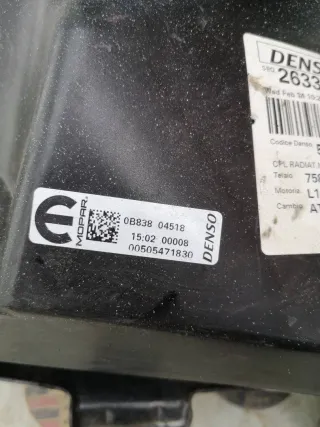 MOPAR.
0B838 04518
15:02 00008
00505471830
DENSO
DENSO
2633
Codice Denso
CPL RADIAT.
Telaio 75
Motoria L1
Cambio AT